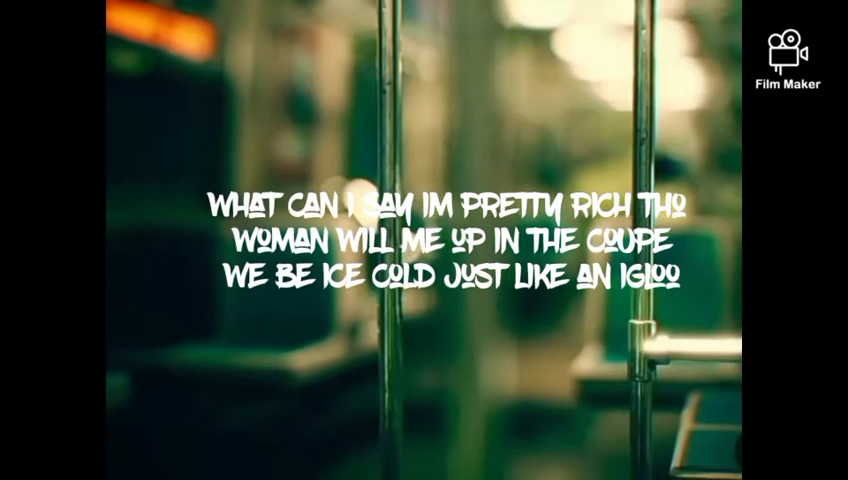 WHAT CAN I SAY IM PRETTY RICH THO
WOMAN WILL ME UP IN THE COUPE
WE BE ICE COLD JUST LIKE AN IGLOO
Film Maker